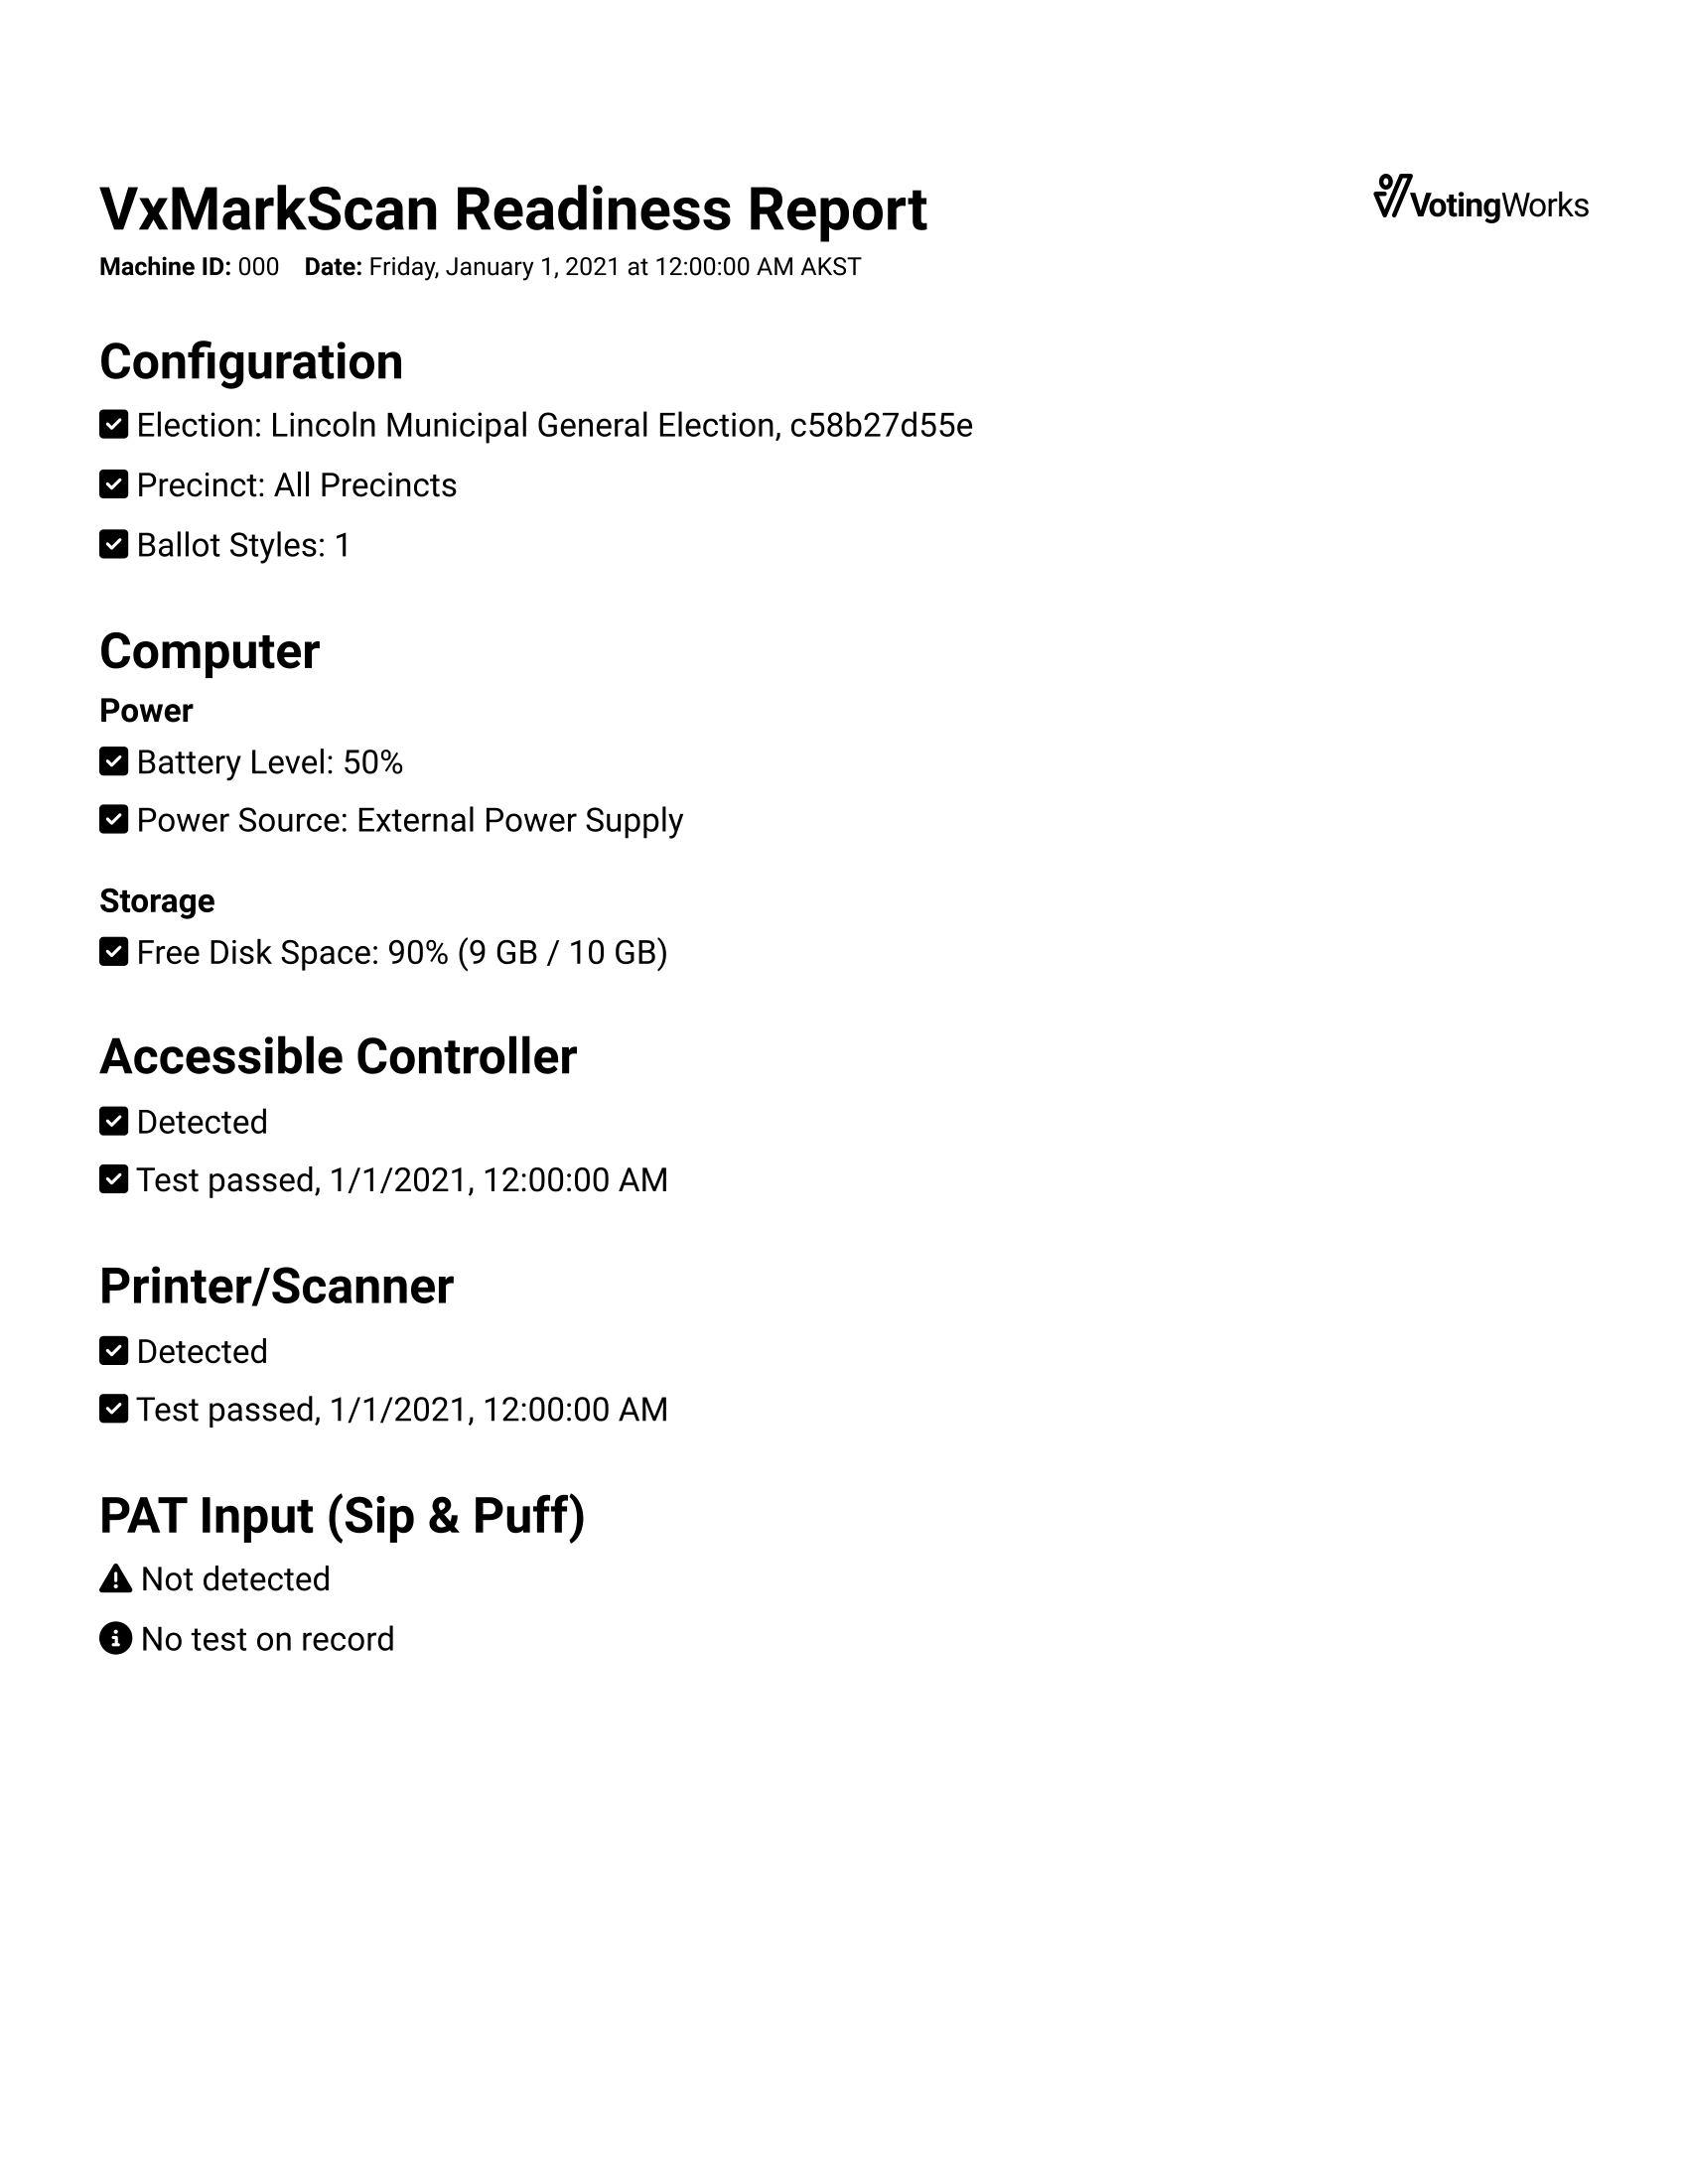 VxMarkScan Readiness Report
VotingWorks
Machine ID: 000 Date: Friday, January 1, 2021 at 12:00:00 AM AKST
Configuration
Election: Lincoln Municipal General Election, c58b27d55e
Precinct: All Precincts
Ballot Styles: 1
Computer
Power
Battery Level: 50%
Power Source: External Power Supply
Storage
Free Disk Space: 90% (9 GB / 10 GB)
Accessible Controller
Detected
Test passed, 1/1/2021, 12:00:00 AM
Printer/Scanner
Detected
Test passed, 1/1/2021, 12:00:00 AM
PAT Input (Sip & Puff)
Not detected
No test on record